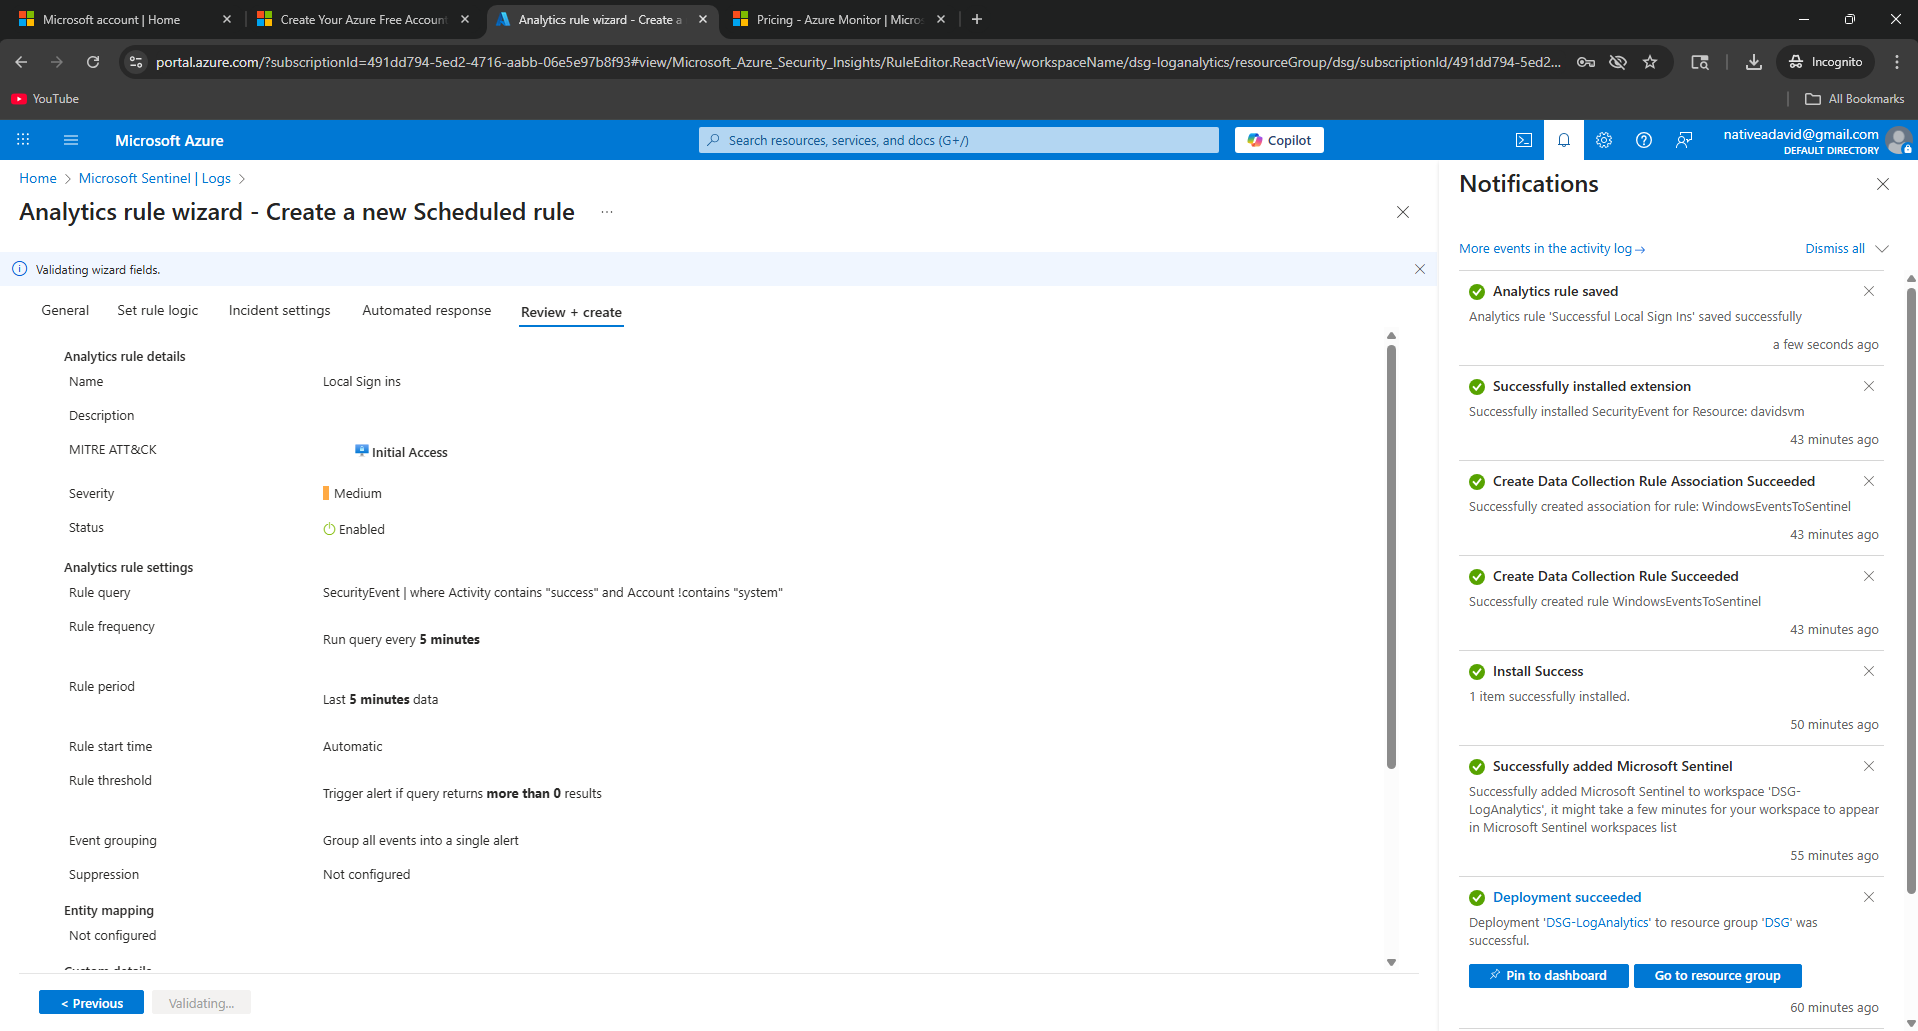 Microsoft account | Home
Create Your Azure Free Accoun
Analytics rule wizard - Create a
Pricing - Azure Monitor | Micros
portal.azure.com/?subscriptionId=491dd794-5ed2-4716-aabb-06e5e97b8f93#view/Microsoft_Azure_Security_Insights/RuleEditor.ReactView/workspaceName/dsg-loganalytics/resourceGroup/dsg/subscriptionId/491dd794-5ed2...
Incognito
YouTube
All Bookmarks
Microsoft Azure
Search resources, services, and docs (G+/)
Copilot
nativeadavid@gmail.com
DEFAULT DIRECTORY
Home > Microsoft Sentinel | Logs >
Analytics rule wizard - Create a new Scheduled rule ...
Validating wizard fields.
General
Set rule logic
Incident settings
Automated response
Review + create
Analytics rule details
Name
Local Sign ins
Description
MITRE ATT&CK
Initial Access
Severity
Medium
Status
Enabled
Analytics rule settings
Rule query
SecurityEvent | where Activity contains "success" and Account !contains "system"
Rule frequency
Run query every 5 minutes
Rule period
Last 5 minutes data
Rule start time
Automatic
Rule threshold
Trigger alert if query returns more than 0 results
Event grouping
Group all events into a single alert
Suppression
Not configured
Entity mapping
Not configured
Custom details
< Previous
Validating...
Notifications
More events in the activity log →
Dismiss all
Analytics rule saved
Analytics rule 'Successful Local Sign Ins' saved successfully
a few seconds ago
Successfully installed extension
Successfully installed SecurityEvent for Resource: davidsvm
43 minutes ago
Create Data Collection Rule Association Succeeded
Successfully created association for rule: WindowsEventsToSentinel
43 minutes ago
Create Data Collection Rule Succeeded
Successfully created rule WindowsEventsToSentinel
43 minutes ago
Install Success
1 item successfully installed.
50 minutes ago
Successfully added Microsoft Sentinel
Successfully added Microsoft Sentinel to workspace 'DSG-
LogAnalytics', it might take a few minutes for your workspace to appear
in Microsoft Sentinel workspaces list
55 minutes ago
Deployment succeeded
Deployment 'DSG-LogAnalytics' to resource group 'DSG' was
successful.
Pin to dashboard
Go to resource group
60 minutes ago